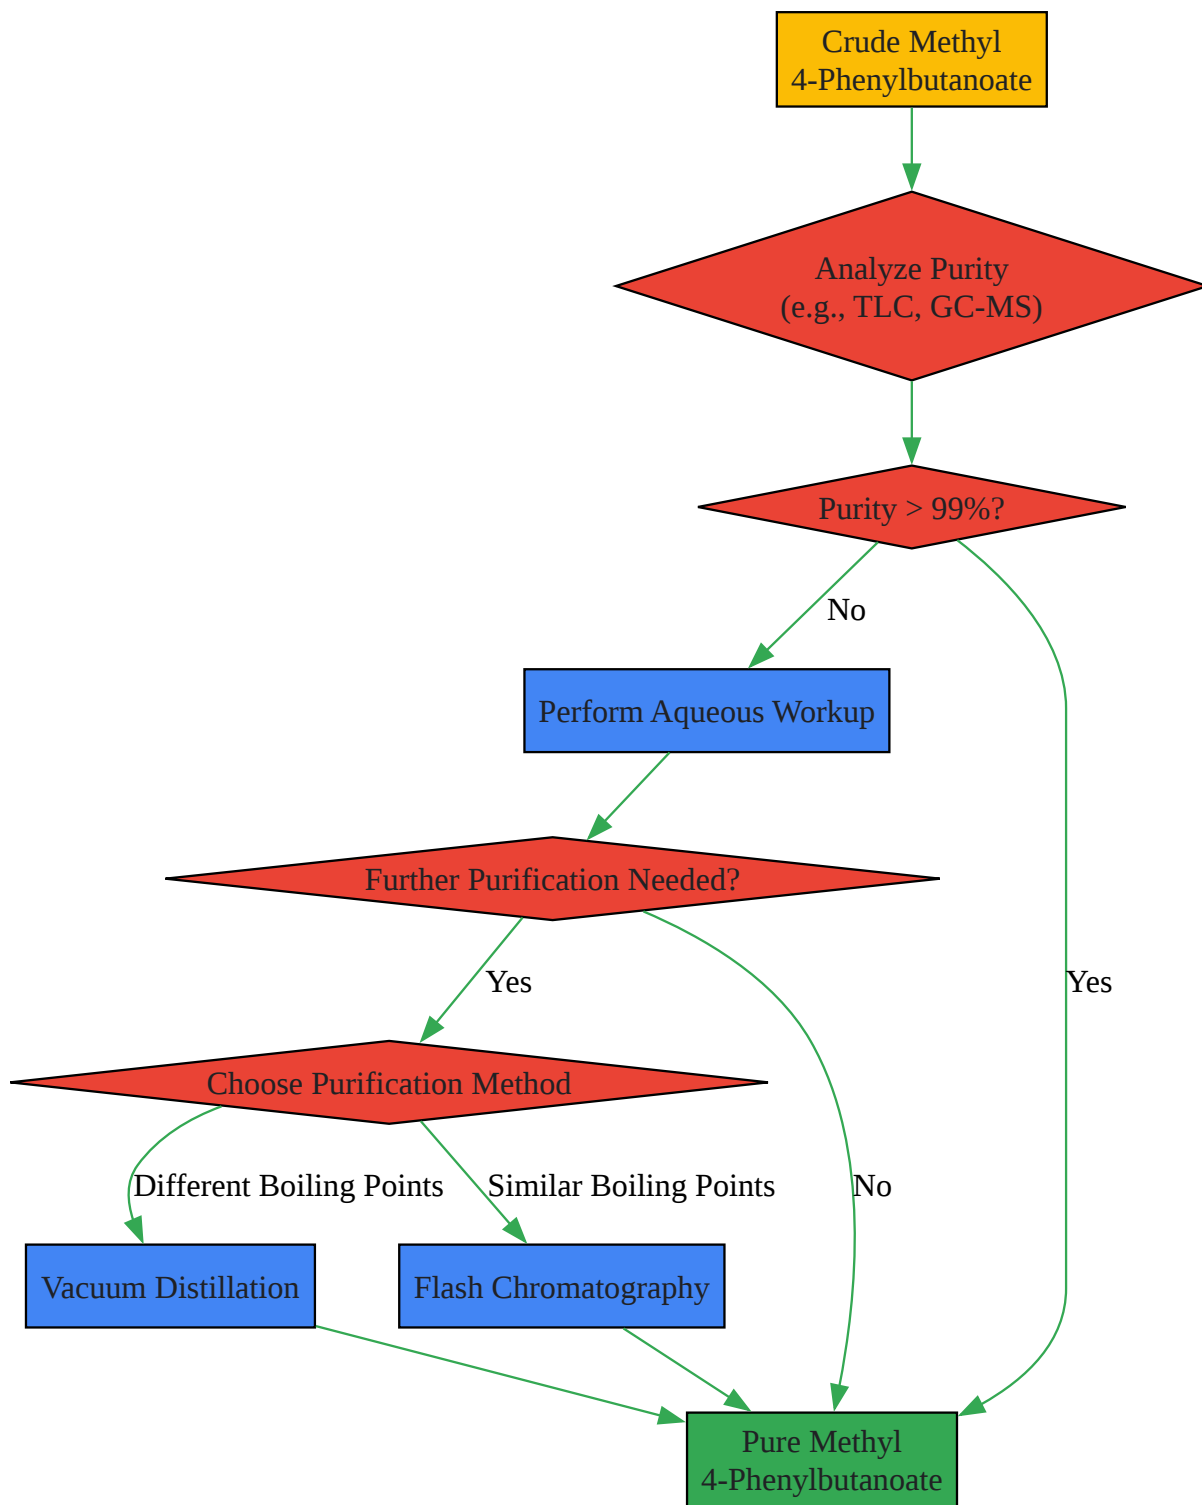 Crude Methyl
4-Phenylbutanoate
Analyze Purity
(e.g., TLC, GC-MS)
Purity > 99%?
No
Perform Aqueous Workup
Further Purification Needed?
Yes
Yes
Choose Purification Method
Different Boiling Points
Similar Boiling Points
No
Vacuum Distillation
Flash Chromatography
Pure Methyl
4-Phenylbutanoate